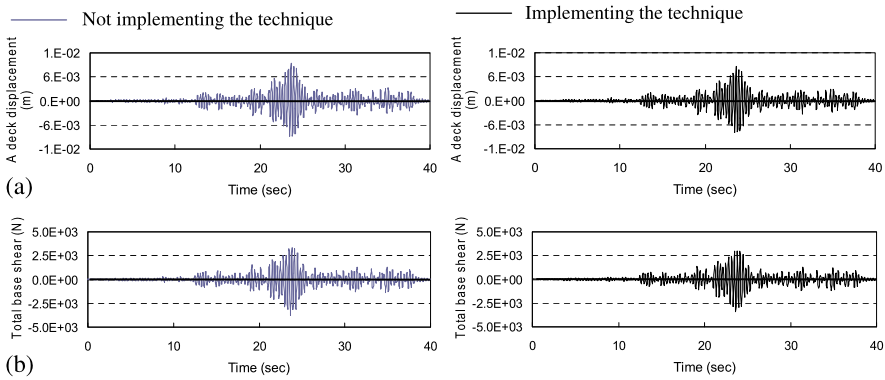 Not implementing the technique
Implementing the technique
A deck displacement
(m)
1.E-02
6.E-03
0.E+00
-6.E-03
-1.E-02
0 10 20 30 40
Time (sec)
A deck displacement
(m)
1.E-02
6.E-03
0.E+00
-6.E-03
-1.E-02
0 10 20 30 40
Time (sec)
(a)
Total base shear (N)
5.0E+03
2.5E+03
0.0E+00
-2.5E+03
-5.0E+03
0 10 20 30 40
Time (sec)
Total base shear (N)
5.0E+03
2.5E+03
0.0E+00
-2.5E+03
-5.0E+03
0 10 20 30 40
Time (sec)
(b)